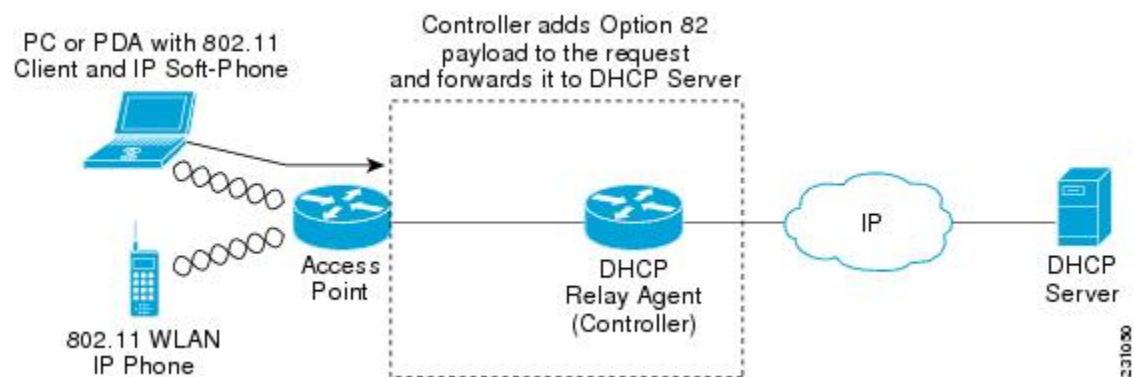 Controller adds Option 82
payload to the request
and forwards it to DHCP Server
PC or PDA with 802.11
Client and IP Soft-Phone
Access
Point
DHCP
Relay Agent
(Controller)
IP
DHCP
Server
802.11 WLAN
IP Phone
231050